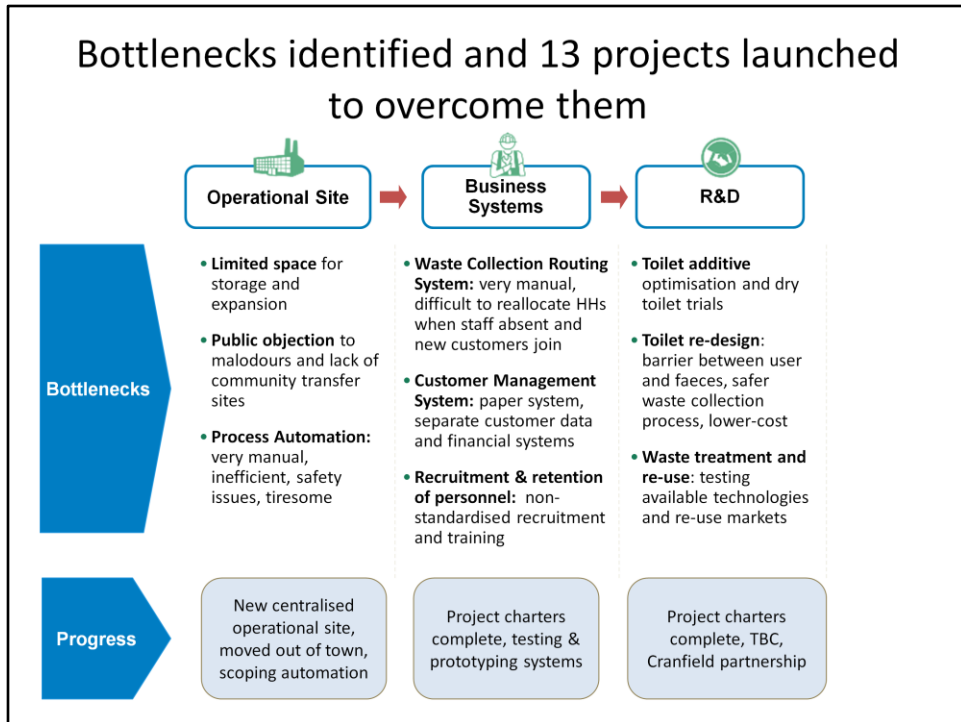 Bottlenecks identified and 13 projects launched
to overcome them
Operational Site
Business
Systems
R&D
Bottlenecks
• Limited space for
storage and
expansion
• Public objection to
malodours and lack of
community transfer
sites
• Process Automation:
very manual,
inefficient, safety
issues, tiresome
• Waste Collection Routing
System: very manual,
difficult to reallocate HHs
when staff absent and
new customers join
• Customer Management
System: paper system,
separate customer data
and financial systems
• Recruitment & retention
of personnel: non-
standardised recruitment
and training
• Toilet additive
optimisation and dry
toilet trials
• Toilet re-design:
barrier between user
and faeces, safer
waste collection
process, lower-cost
• Waste treatment and
re-use: testing
available technologies
and re-use markets
Progress
New centralised
operational site,
moved out of town,
scoping automation
Project charters
complete, testing &
prototyping systems
Project charters
complete, TBC,
Cranfield partnership